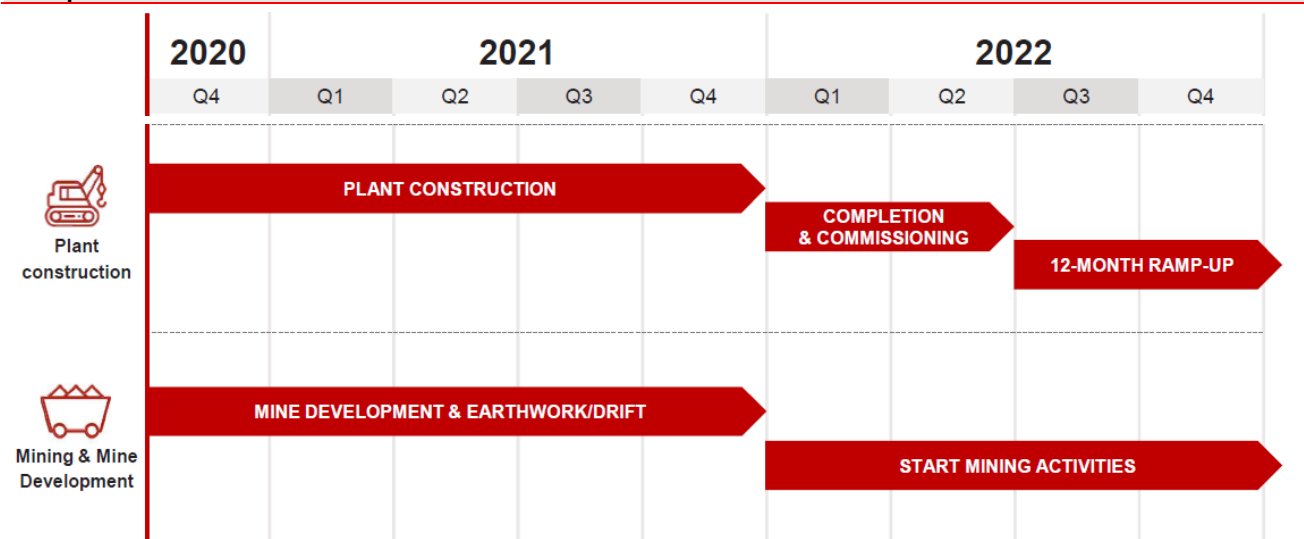 2020 2021 2022
Q4 Q1 Q2 Q3 Q4 Q1 Q2 Q3 Q4
PLANT CONSTRUCTION
COMPLETION
& COMMISSIONING
12-MONTH RAMP-UP
Plant
construction
MINE DEVELOPMENT & EARTHWORK/DRIFT
START MINING ACTIVITIES
Mining & Mine
Development